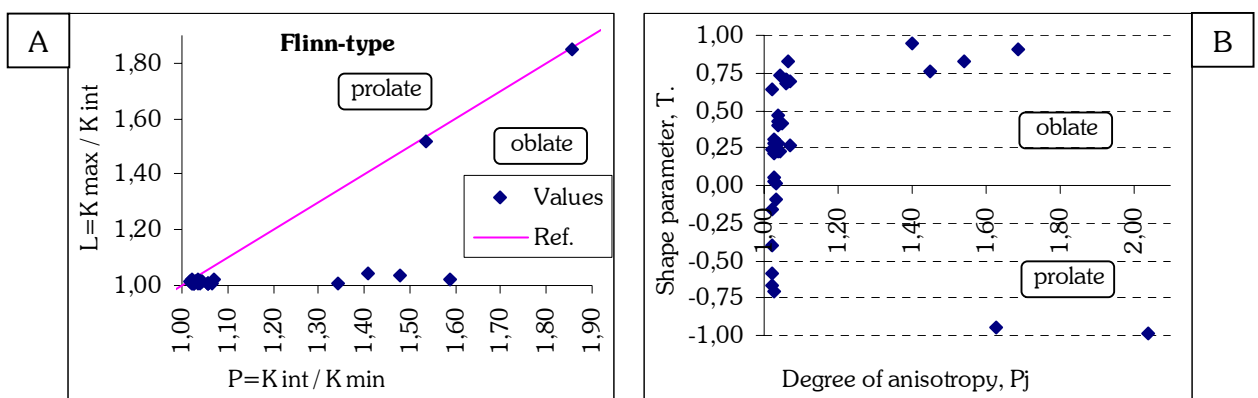 A
Flinn-type
L=K max / K int
1,80
1,60
1,40
1,20
1,00
prolate
oblate
Values
Ref.
1,00 1,10 1,20 1,30 1,40 1,50 1,60 1,70 1,80 1,90
P=K int / K min
B
Shape parameter, T.
1,00
0,75
0,50
0,25
0,00
-0,25
-0,50
-0,75
-1,00
oblate
1,00 1,20 1,40 1,60 1,80 2,00
prolate
Degree of anisotropy, Pj